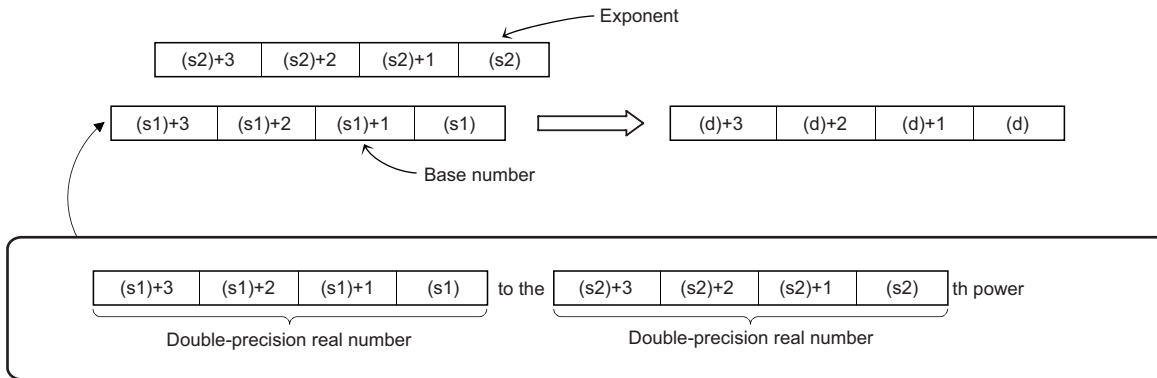 Exponent
(s2)+3 (s2)+2 (s2)+1 (s2)
(s1)+3 (s1)+2 (s1)+1 (s1) (d)+3 (d)+2 (d)+1 (d)
Base number
(s1)+3 (s1)+2 (s1)+1 (s1) to the (s2)+3 (s2)+2 (s2)+1 (s2) th power
Double-precision real number Double-precision real number